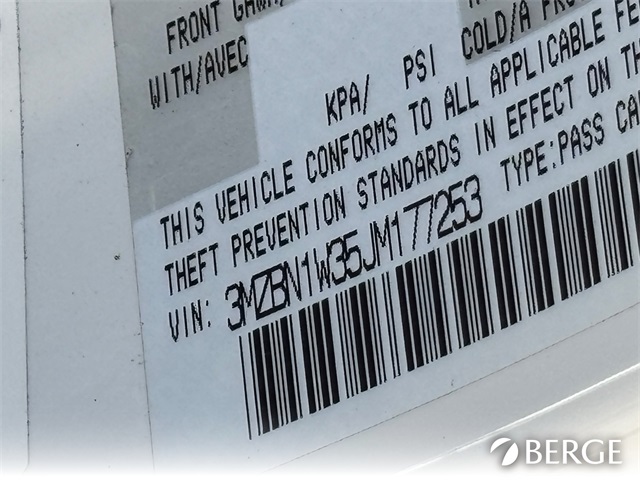 FRONT
WITH/AVEC
KPA/ PSI COLD/A
THIS VEHICLE CONFORMS TO ALL APPLICABLE
THEFT PREVENTION STANDARDS IN EFFECT ON
VIN: 3MZBN1W35JM177253 TYPE:PASS
BERGE